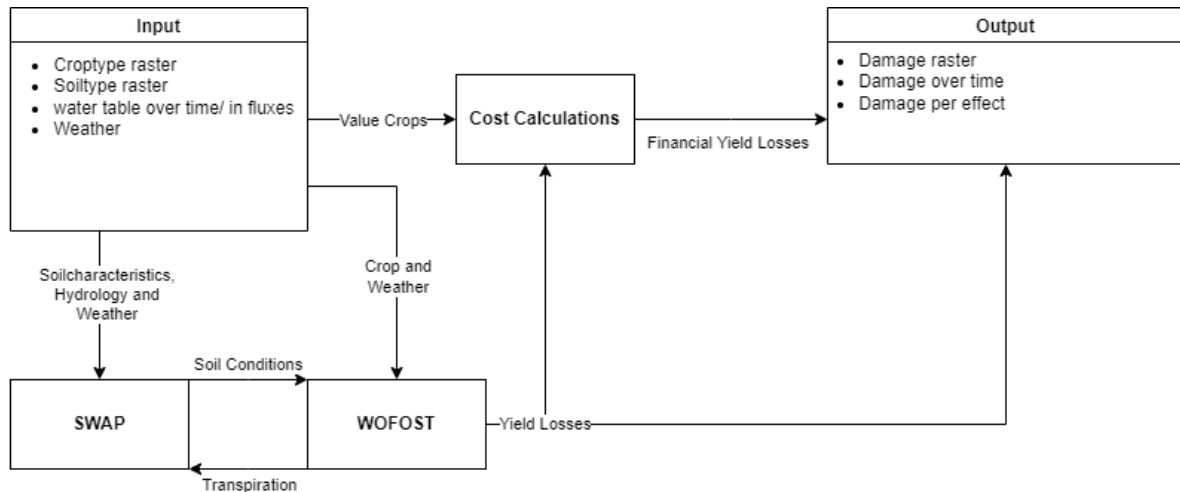 Input
Croptype raster
Soiltype raster
water table over time/ in fluxes
Weather
Output
Damage raster
Damage over time
Damage per effect
Value Crops
Cost Calculations
Financial Yield Losses
Soilcharacteristics,
Hydrology and
Weather
Crop and
Weather
Soil Conditions
SWAP
WOFOST
Yield Losses
Transpiration